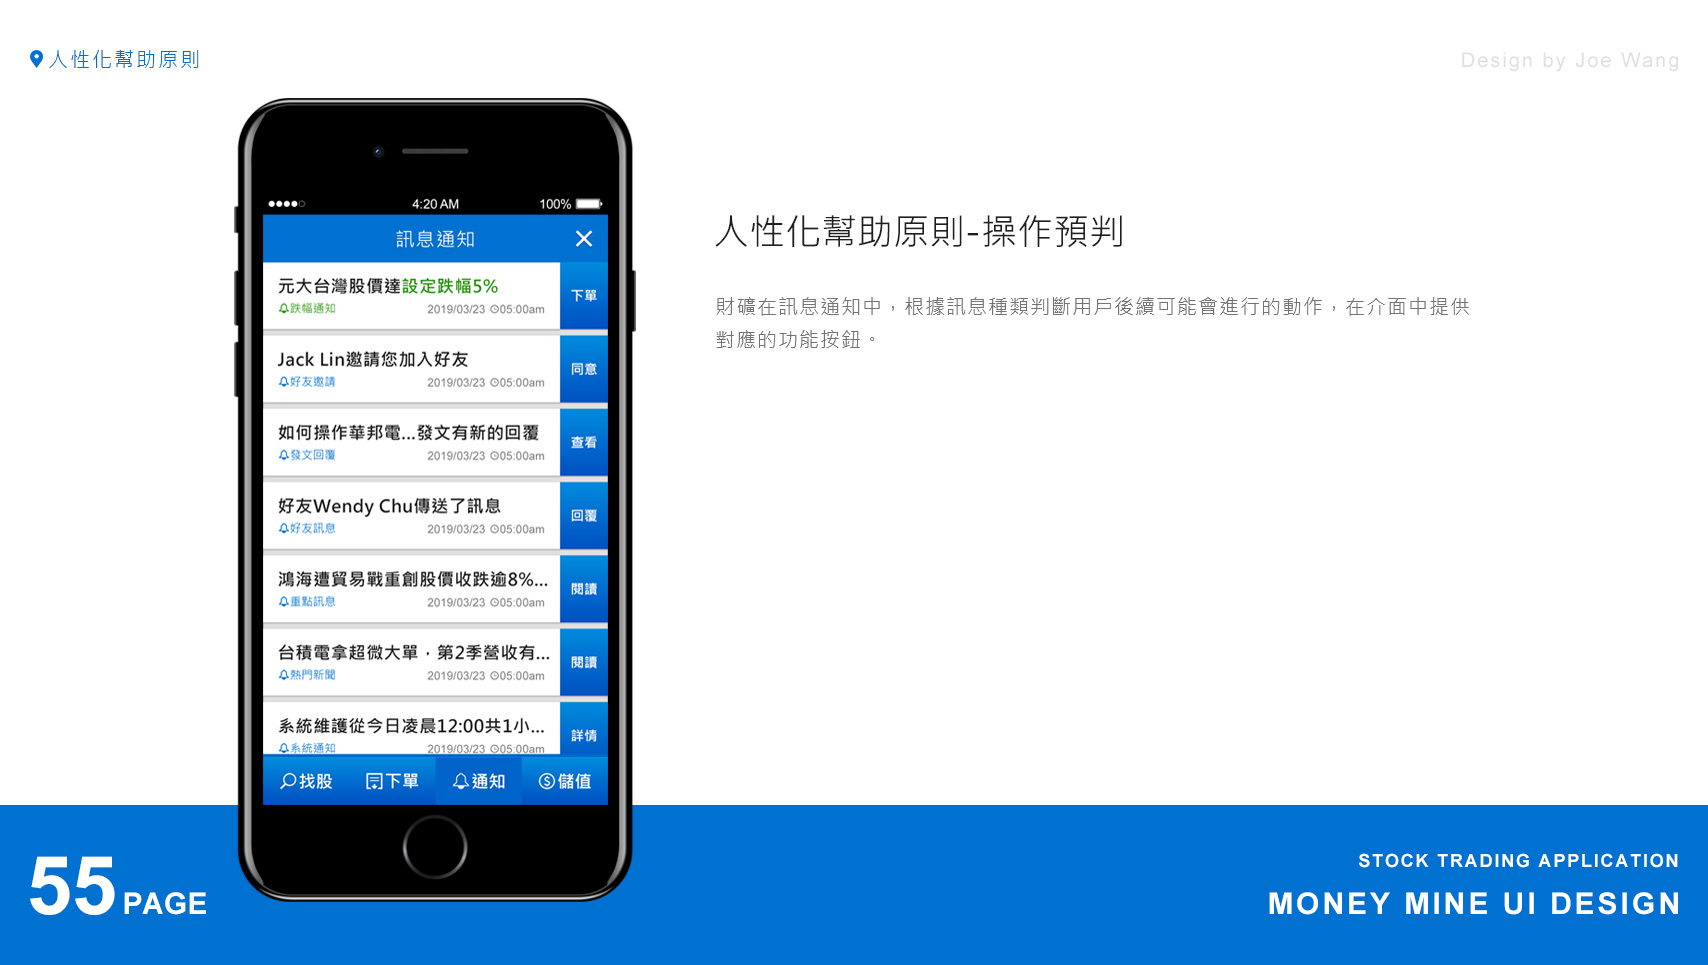 人性化幫助原則
Design by Joe Wang
4:20 AM
100%
訊息通知
元大台灣股價達設定跌幅5%
跌幅通知 2019/03/23 05:00am
下單
Jack Lin邀請您加入好友
好友邀請 2019/03/23 05:00am
同意
如何操作華邦電...發文有新的回覆
發文回覆 2019/03/23 05:00am
查看
好友Wendy Chu傳送了訊息
好友訊息 2019/03/23 05:00am
回覆
鴻海遭貿易戰重創股價收跌逾8%...
重點訊息 2019/03/23 05:00am
閱讀
台積電拿超微大單，第2季營收有...
熱門新聞 2019/03/23 05:00am
閱讀
系統維護從今日凌晨12:00共1小...
系統通知 2019/03/23 05:00am
詳情
找股 下單 通知 儲值
人性化幫助原則-操作預判
財礦在訊息通知中，根據訊息種類判斷用戶後續可能會進行的動作，在介面中提供
對應的功能按鈕。
55 PAGE
STOCK TRADING APPLICATION
MONEY MINE UI DESIGN